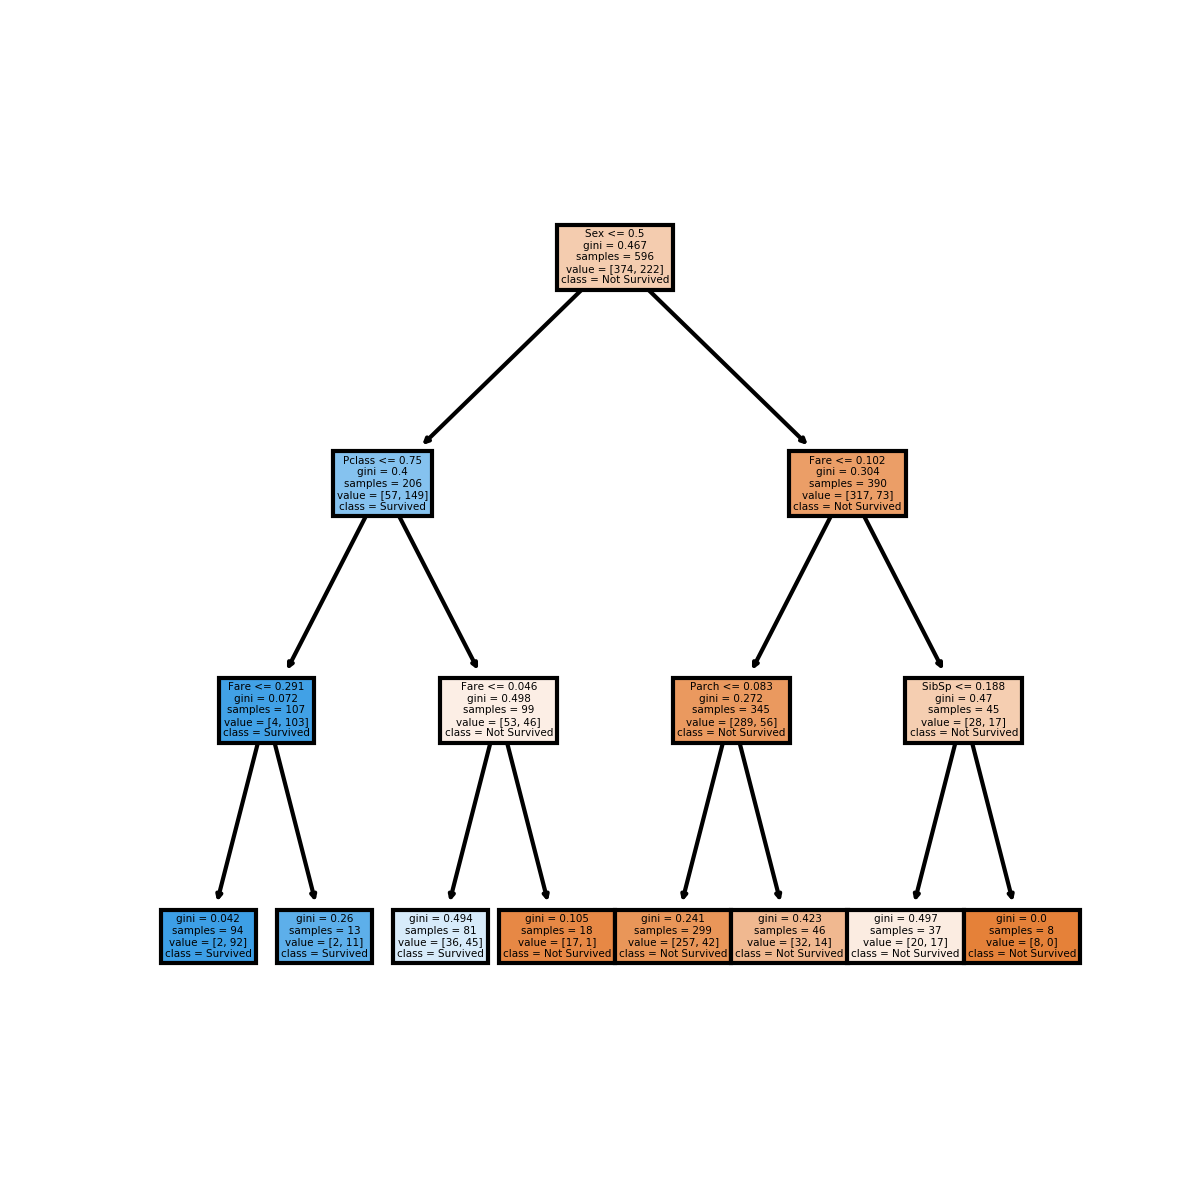 Sex <= 0.5
gini = 0.467
samples = 596
value = [374, 222]
class = Not Survived
Pclass <= 0.75
gini = 0.4
samples = 206
value = [57, 149]
class = Survived
Fare <= 0.102
gini = 0.304
samples = 390
value = [317, 73]
class = Not Survived
Fare <= 0.291
gini = 0.072
samples = 107
value = [4, 103]
class = Survived
Fare <= 0.046
gini = 0.498
samples = 99
value = [53, 46]
class = Not Survived
Parch <= 0.083
gini = 0.272
samples = 345
value = [289, 56]
class = Not Survived
SibSp <= 0.188
gini = 0.47
samples = 45
value = [28, 17]
class = Not Survived
gini = 0.042
samples = 94
value = [2, 92]
class = Survived
gini = 0.26
samples = 13
value = [2, 11]
class = Survived
gini = 0.494
samples = 81
value = [36, 45]
class = Survived
gini = 0.105
samples = 18
value = [17, 1]
class = Not Survived
gini = 0.241
samples = 299
value = [257, 42]
class = Not Survived
gini = 0.423
samples = 46
value = [32, 14]
class = Not Survived
gini = 0.497
samples = 37
value = [20, 17]
class = Not Survived
gini = 0.0
samples = 8
value = [8, 0]
class = Not Survived